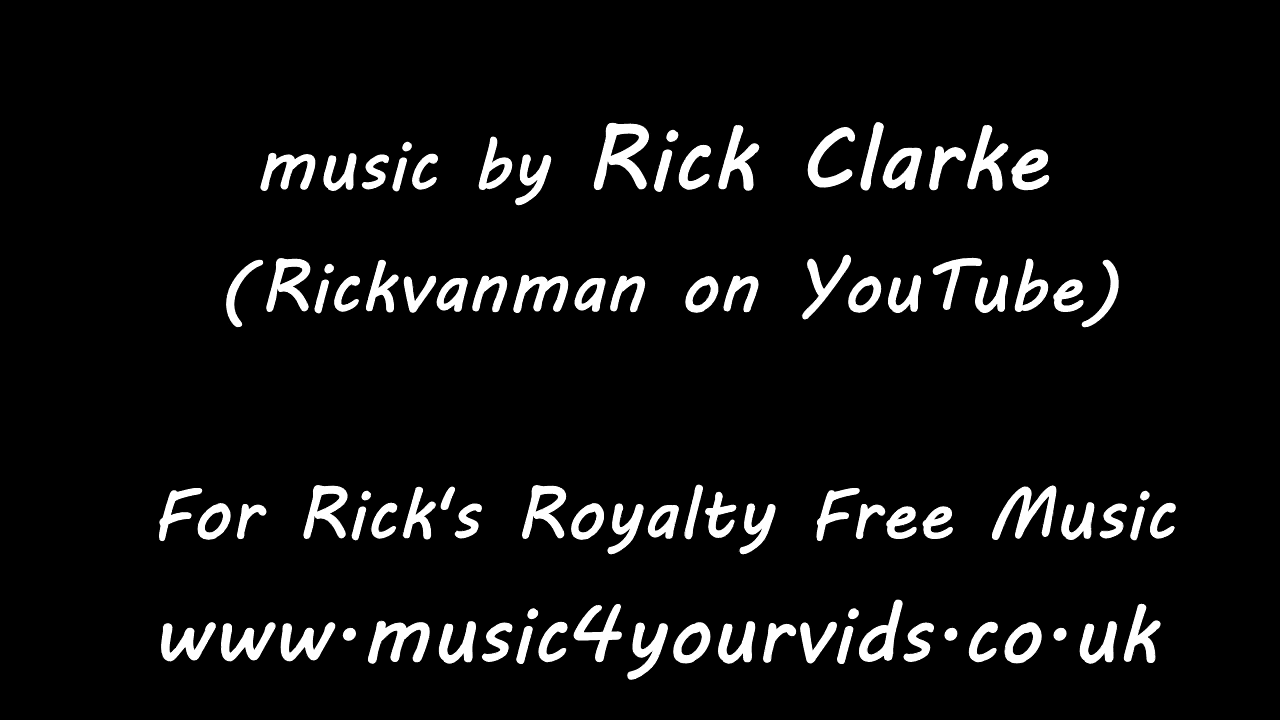 music by Rick Clarke
(Rickvanman on YouTube)
For Rick's Royalty Free Music
www.music4yourvids.co.uk